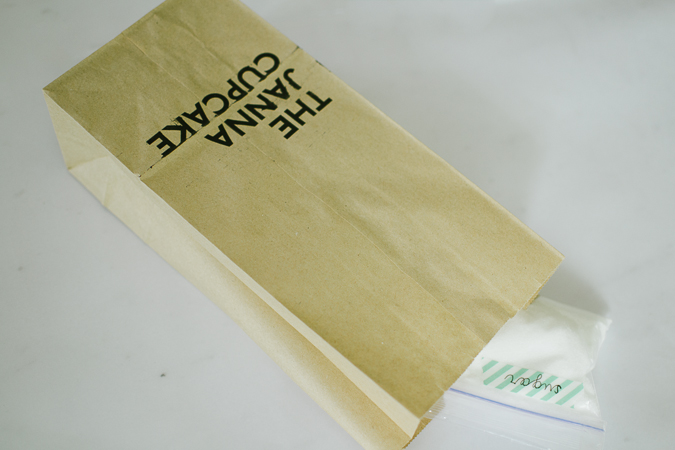 THE
JANNA
CUPCAKE
sugar